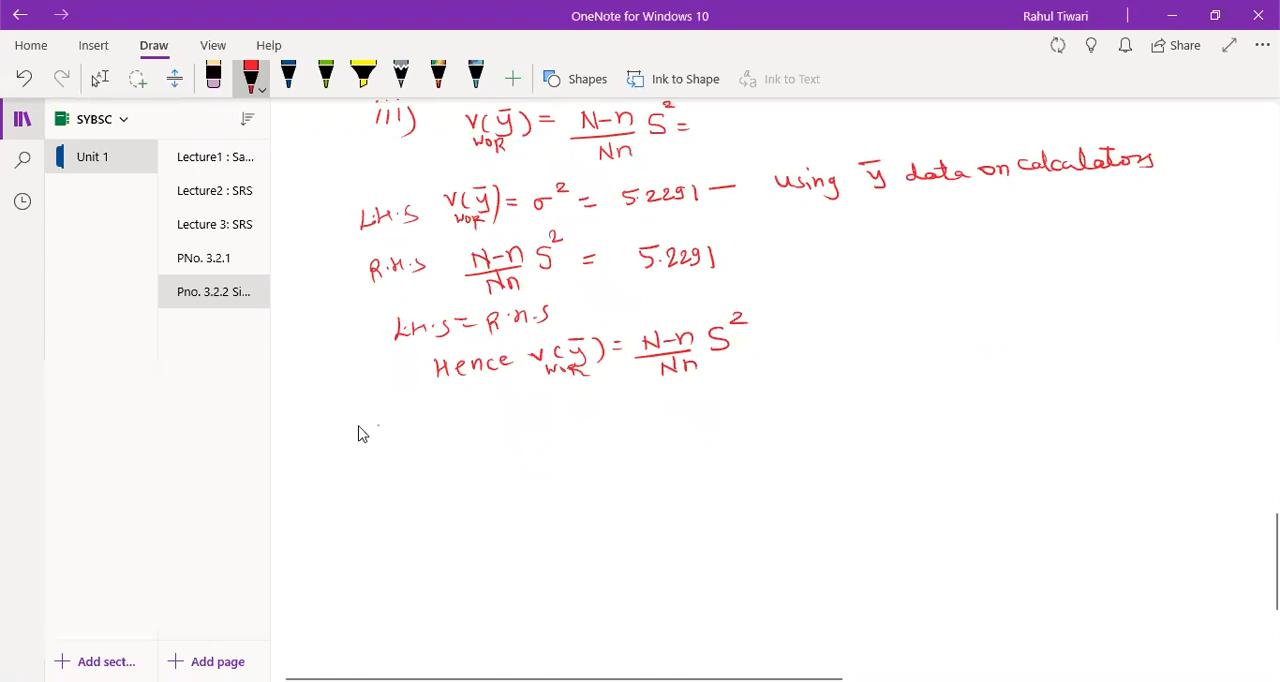 OneNote for Windows 10
Rahul Tiwari
Home Insert Draw View Help
Share
Shapes
Ink to Shape
Ink to Text
SYBSC
Unit 1
Lecture1 : Sa...
Lecture2 : SRS
Lecture 3: SRS
PNo. 3.2.1
Pno. 3.2.2 Si...
iii) V(ȳ) WOR = N-n/Nn S² =
L.H.S V(ȳ) WOR = σ² = 5.2291 — using ȳ data on calculators
R.H.S N-n/Nn S² = 5.2291
L.H.S = R.H.S
Hence V(ȳ) WOR = N-n/Nn S²
Add sect...
Add page